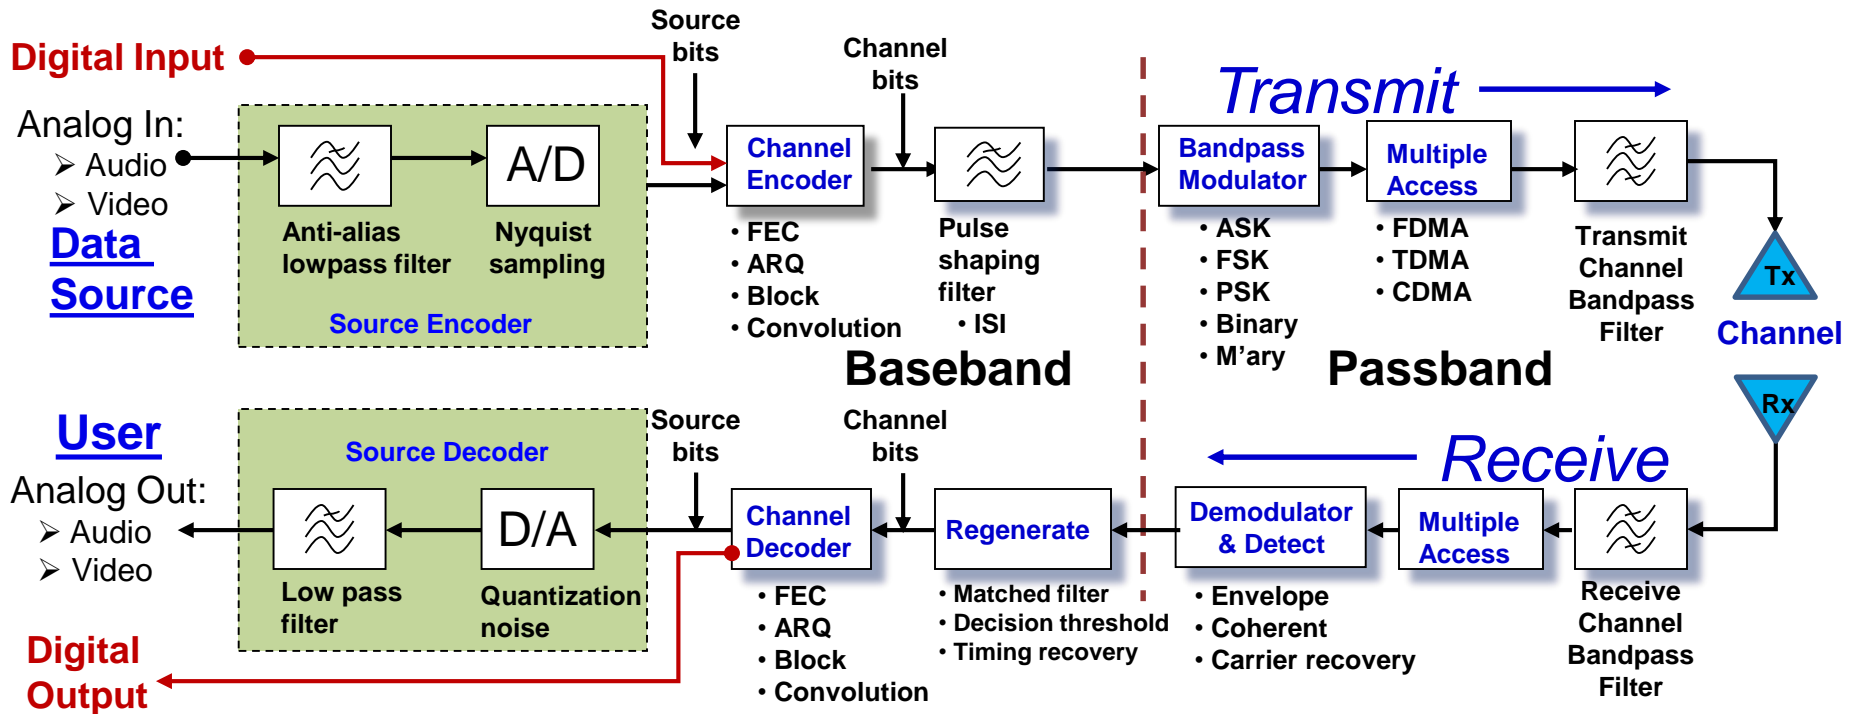 Source
bits
Channel
bits
Digital Input
Transmit
Analog In:
➢ Audio
➢ Video
Data
Source
A/D
Anti-alias
lowpass filter
Nyquist
sampling
Source Encoder
Channel
Encoder
• FEC
• ARQ
• Block
• Convolution
Pulse
shaping
filter
• ISI
Bandpass
Modulator
• ASK
• FSK
• PSK
• Binary
• M'ary
Multiple
Access
• FDMA
• TDMA
• CDMA
Transmit
Channel
Bandpass
Filter
Tx
Channel
Baseband
Passband
Rx
Receive
User
Analog Out:
➢ Audio
➢ Video
Digital
Output
Source Decoder
D/A
Low pass
filter
Quantization
noise
Source
bits
Channel
bits
Channel
Decoder
• FEC
• ARQ
• Block
• Convolution
Regenerate
• Matched filter
• Decision threshold
• Timing recovery
Demodulator
& Detect
• Envelope
• Coherent
• Carrier recovery
Multiple
Access
Receive
Channel
Bandpass
Filter